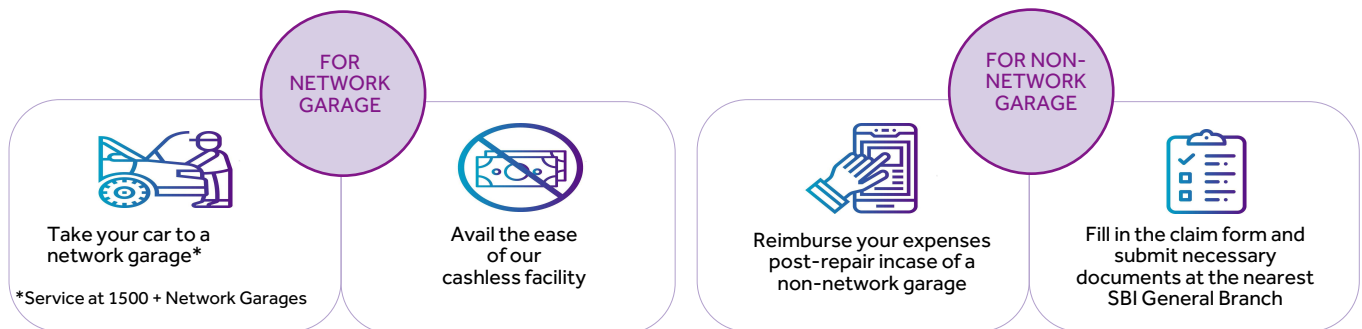 FOR
NETWORK
GARAGE
Take your car to a
network garage*
*Service at 1500 + Network Garages
Avail the ease
of our
cashless facility
FOR NON-
NETWORK
GARAGE
Reimburse your expenses
post-repair incase of a
non-network garage
Fill in the claim form and
submit necessary
documents at the nearest
SBI General Branch